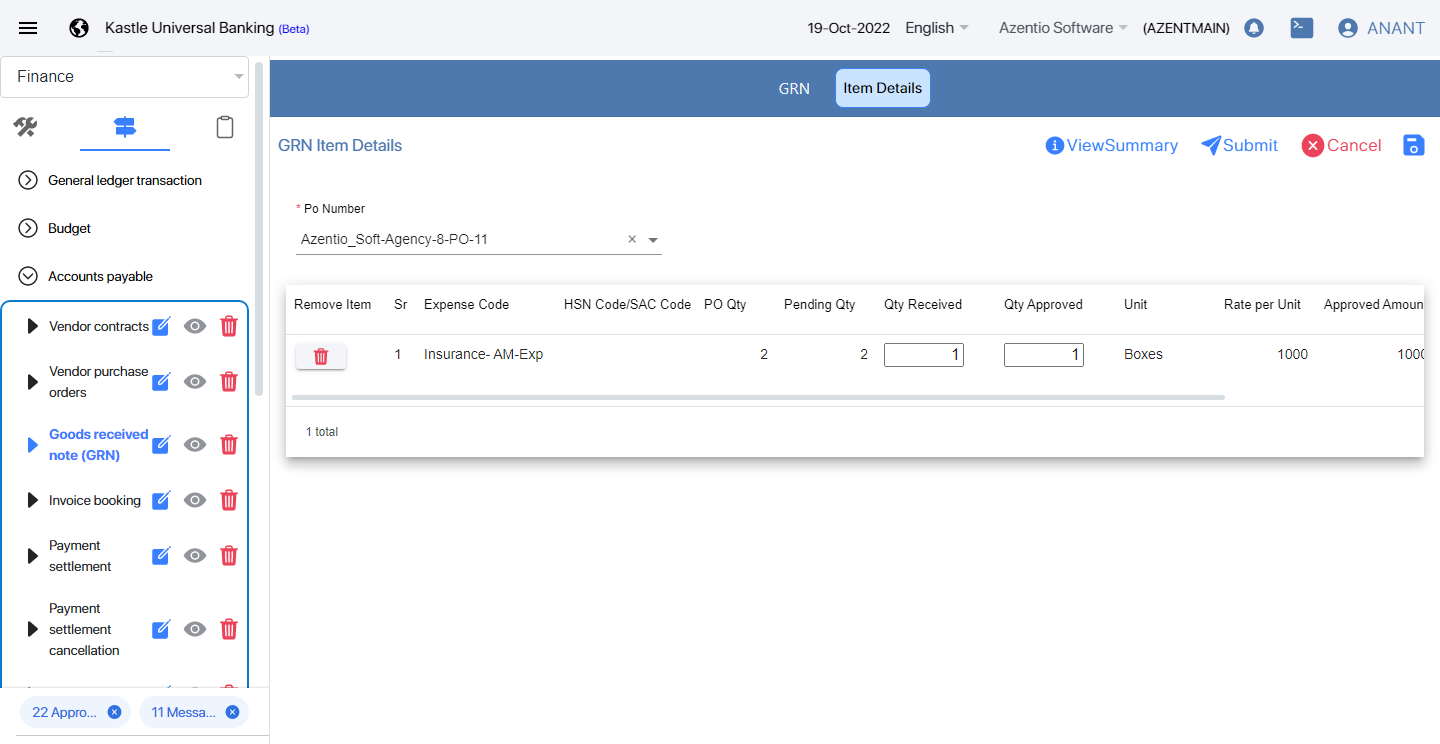 Kastle Universal Banking (Beta)
19-Oct-2022 English Azentio Software (AZENTMAIN) ANANT
Finance
General ledger transaction
Budget
Accounts payable
Vendor contracts
Vendor purchase
orders
Goods received
note (GRN)
Invoice booking
Payment
settlement
Payment
settlement
cancellation
22 Appro... 11 Messa...
GRN Item Details
GRN Item Details
ViewSummary Submit Cancel
* Po Number
Azentio_Soft-Agency-8-PO-11
Remove Item Sr Expense Code HSN Code/SAC Code PO Qty Pending Qty Qty Received Qty Approved Unit Rate per Unit Approved Amoun
1 Insurance- AM-Exp 2 2 1 1 Boxes 1000 1000
1 total